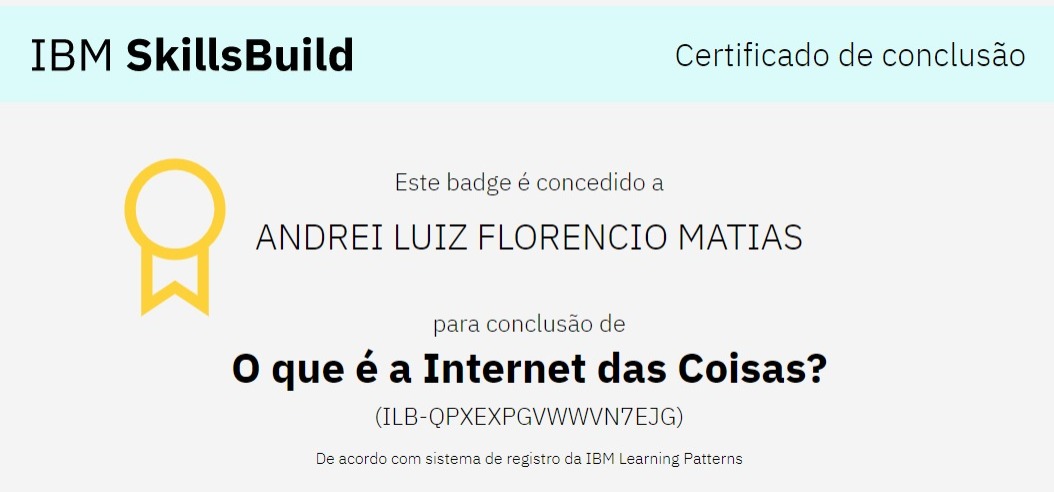 IBM SkillsBuild
Certificado de conclusão
Este badge é concedido a
ANDREI LUIZ FLORENCIO MATIAS
para conclusão de
O que é a Internet das Coisas?
(ILB-QPXEXPGVWWVN7EJG)
De acordo com sistema de registro da IBM Learning Patterns